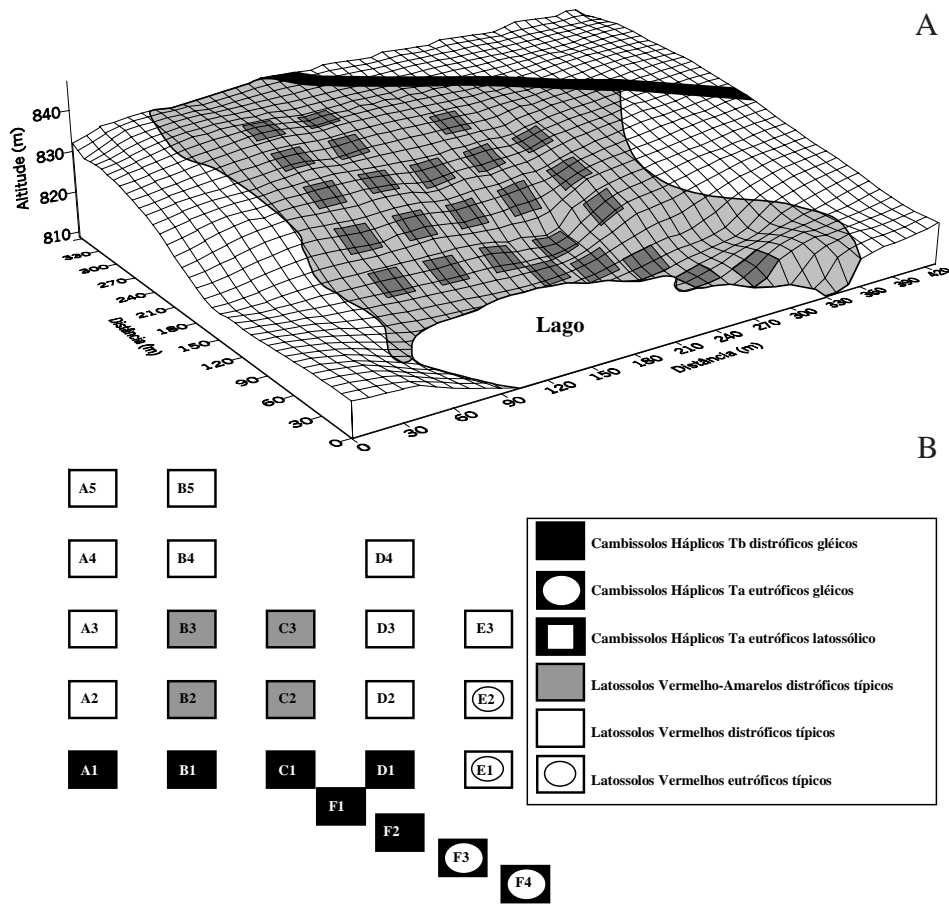 A
840
830
820
810
Altitude (m)
330
300
270
240
210
180
150
120
90
60
30
0
Distância (m)
0
30
60
90
120
150
180
210
240
270
300
330
360
390
420
Distância (m)
Lago
B
A5 B5
A4 B4 D4
A3 B3 C3 D3 E3
A2 B2 C2 D2 E2
A1 B1 C1 D1 E1
F1
F2
F3
F4
Cambissolos Háplicos Tb distróficos gléicos
Cambissolos Háplicos Ta eutróficos gléicos
Cambissolos Háplicos Ta eutróficos latossólico
Latossolos Vermelho-Amarelos distróficos típicos
Latossolos Vermelhos distróficos típicos
Latossolos Vermelhos eutróficos típicos